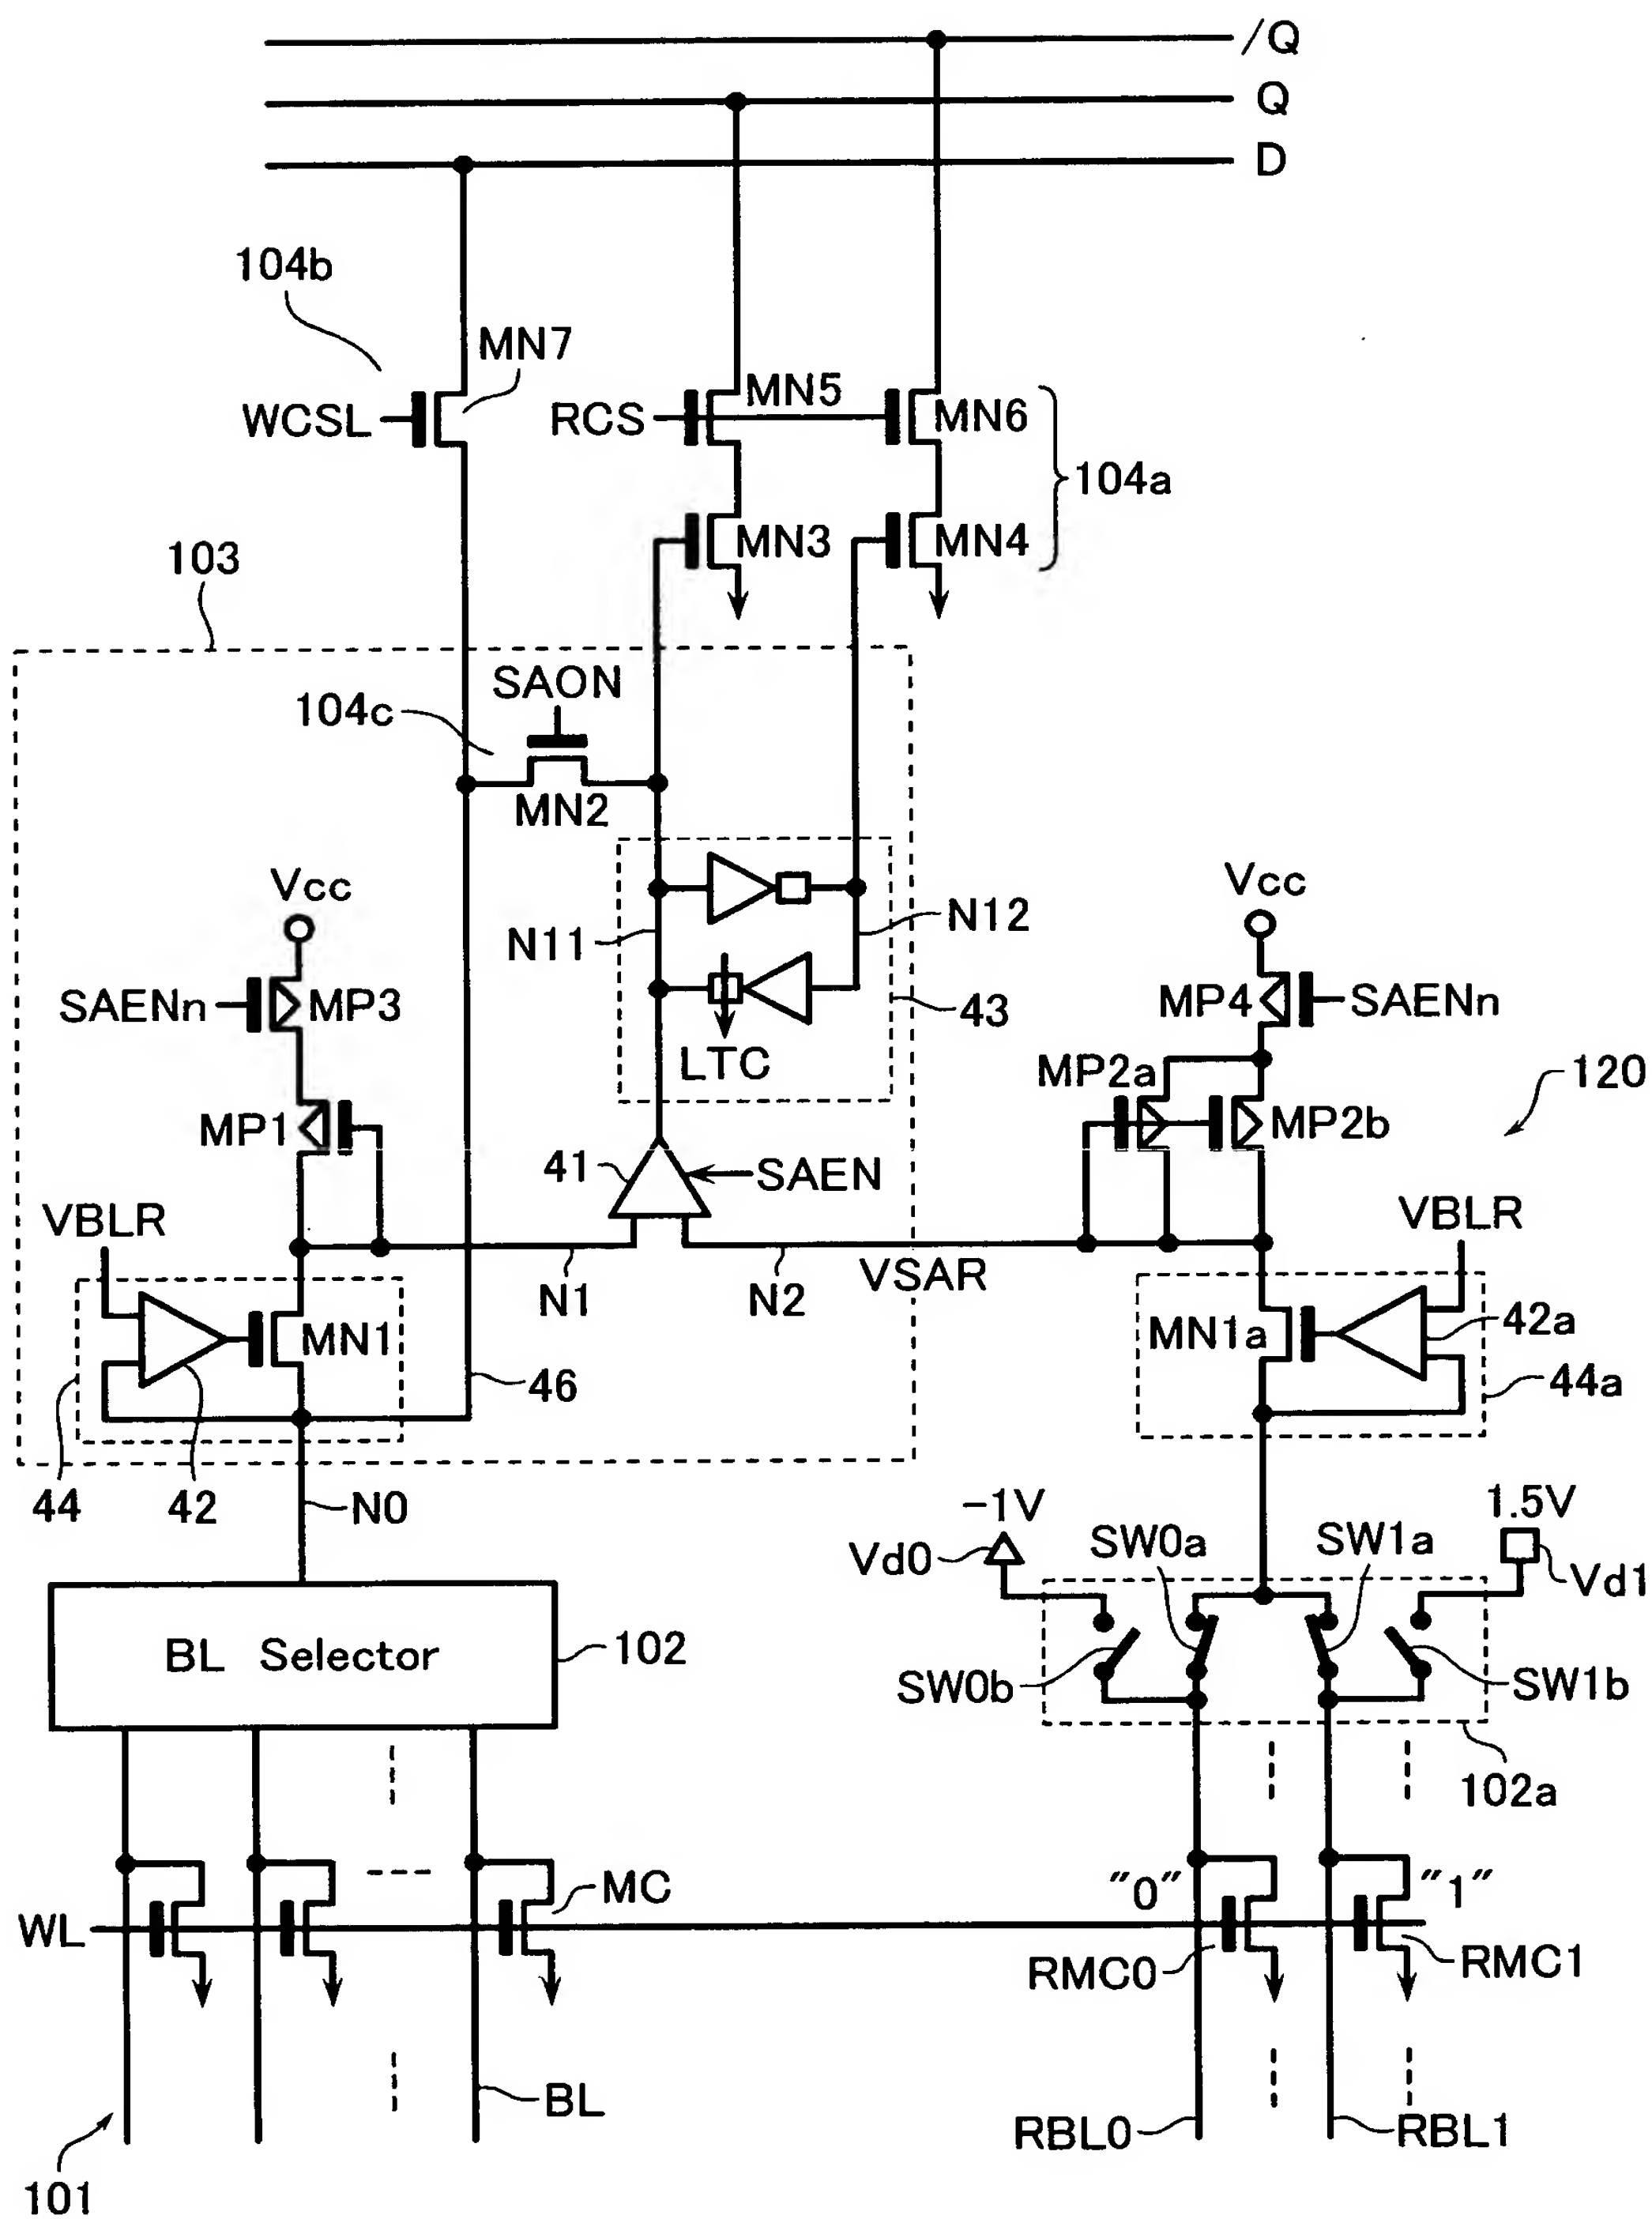 /Q
Q
D
104b
MN7
WCSL
RCS
MN5
MN6
104a
MN3
MN4
103
SAON
104c
MN2
Vcc
N11
N12
Vcc
SAENn
MP3
43
MP4
SAENn
LTC
MP2a
120
MP1
MP2b
41
SAEN
VBLR
VBLR
N1
N2
VSAR
MN1
MN1a
42a
46
44a
44
42
N0
-1V
1.5V
Vd0
SW0a
SW1a
Vd1
BL Selector
102
SW0b
SW1b
102a
MC
"0"
"1"
WL
RMC0
RMC1
BL
RBL0
RBL1
101